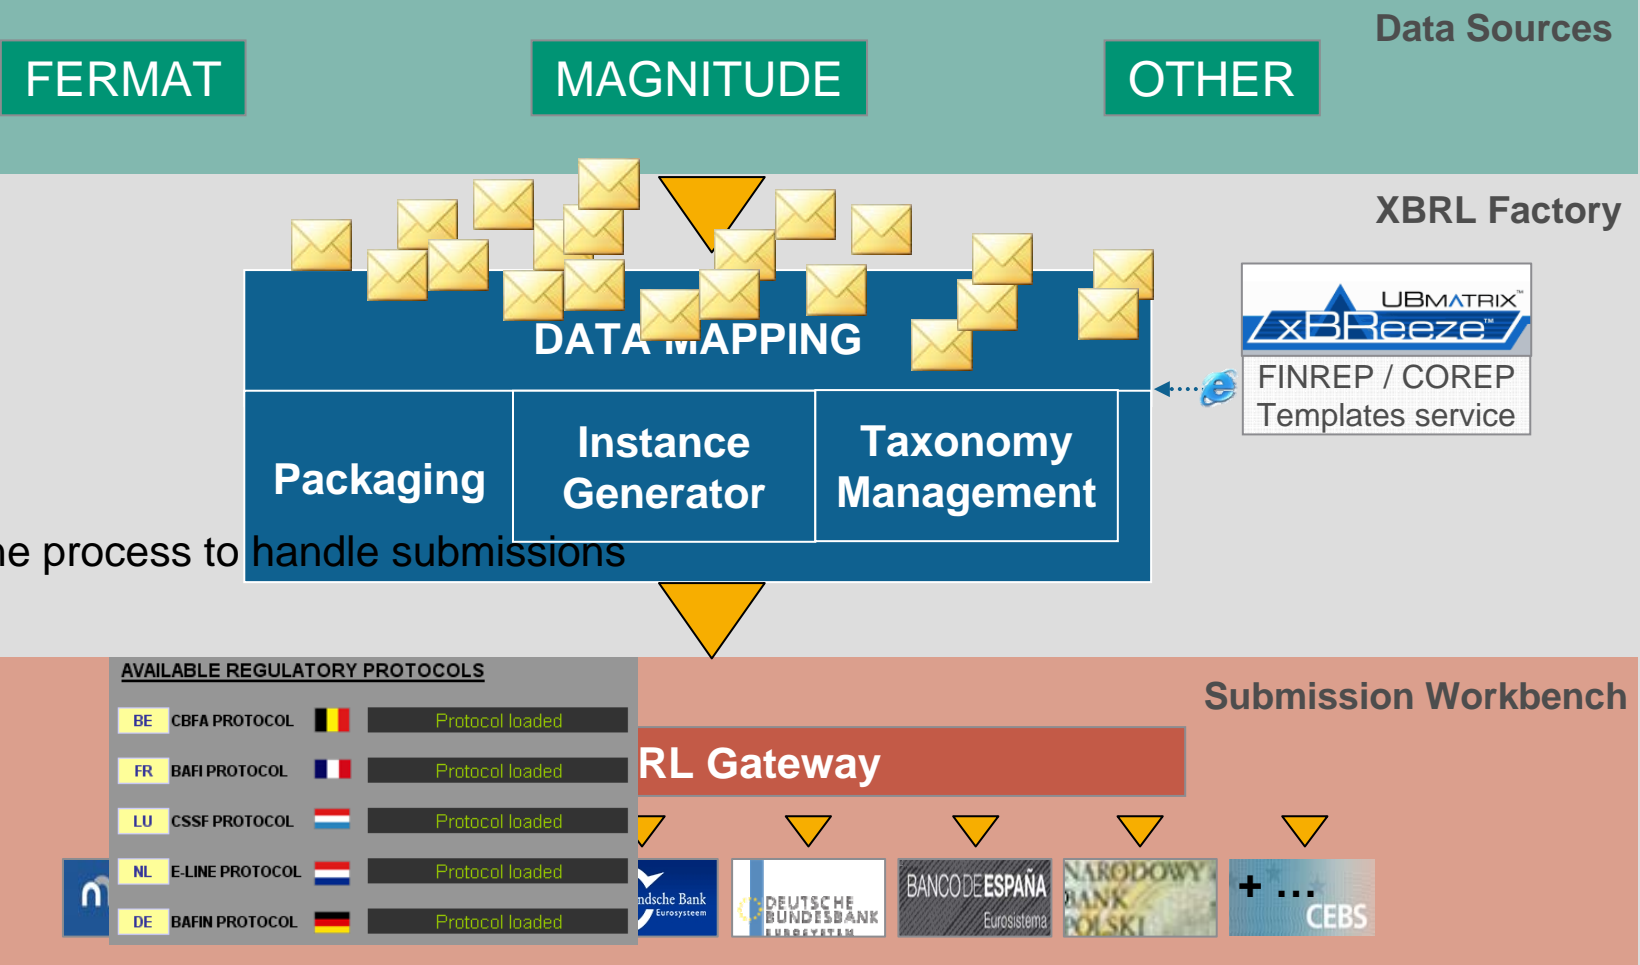 Data Sources
FERMAT
MAGNITUDE
OTHER
XBRL Factory
UBMATRIX™
xBReeze™
DATA MAPPING
FINREP / COREP
Templates service
Packaging
Instance
Generator
Taxonomy
Management
process to handle submissions
AVAILABLE REGULATORY PROTOCOLS
Submission Workbench
BE CBFA PROTOCOL Protocol loaded
FR BAFI PROTOCOL Protocol loaded
LU CSSF PROTOCOL Protocol loaded
NL E-LINE PROTOCOL Protocol loaded
DE BAFIN PROTOCOL Protocol loaded
RL Gateway
ndsche Bank
Eurosysteem
DEUTSCHE
BUNDESBANK
EUROSYSTEM
BANCO DE ESPAÑA
Eurosistema
NARODOWY
BANK
POLSKI
+ ...
CEBS